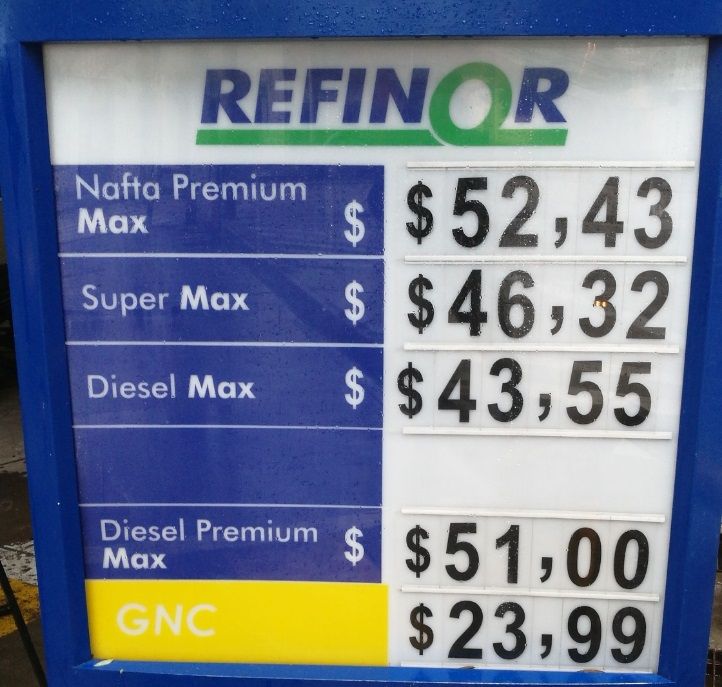 REFINOR
Nafta Premium
Max $ $52,43
Super Max $ $46,32
Diesel Max $ $43,55
Diesel Premium
Max $ $51,00
GNC $23,99